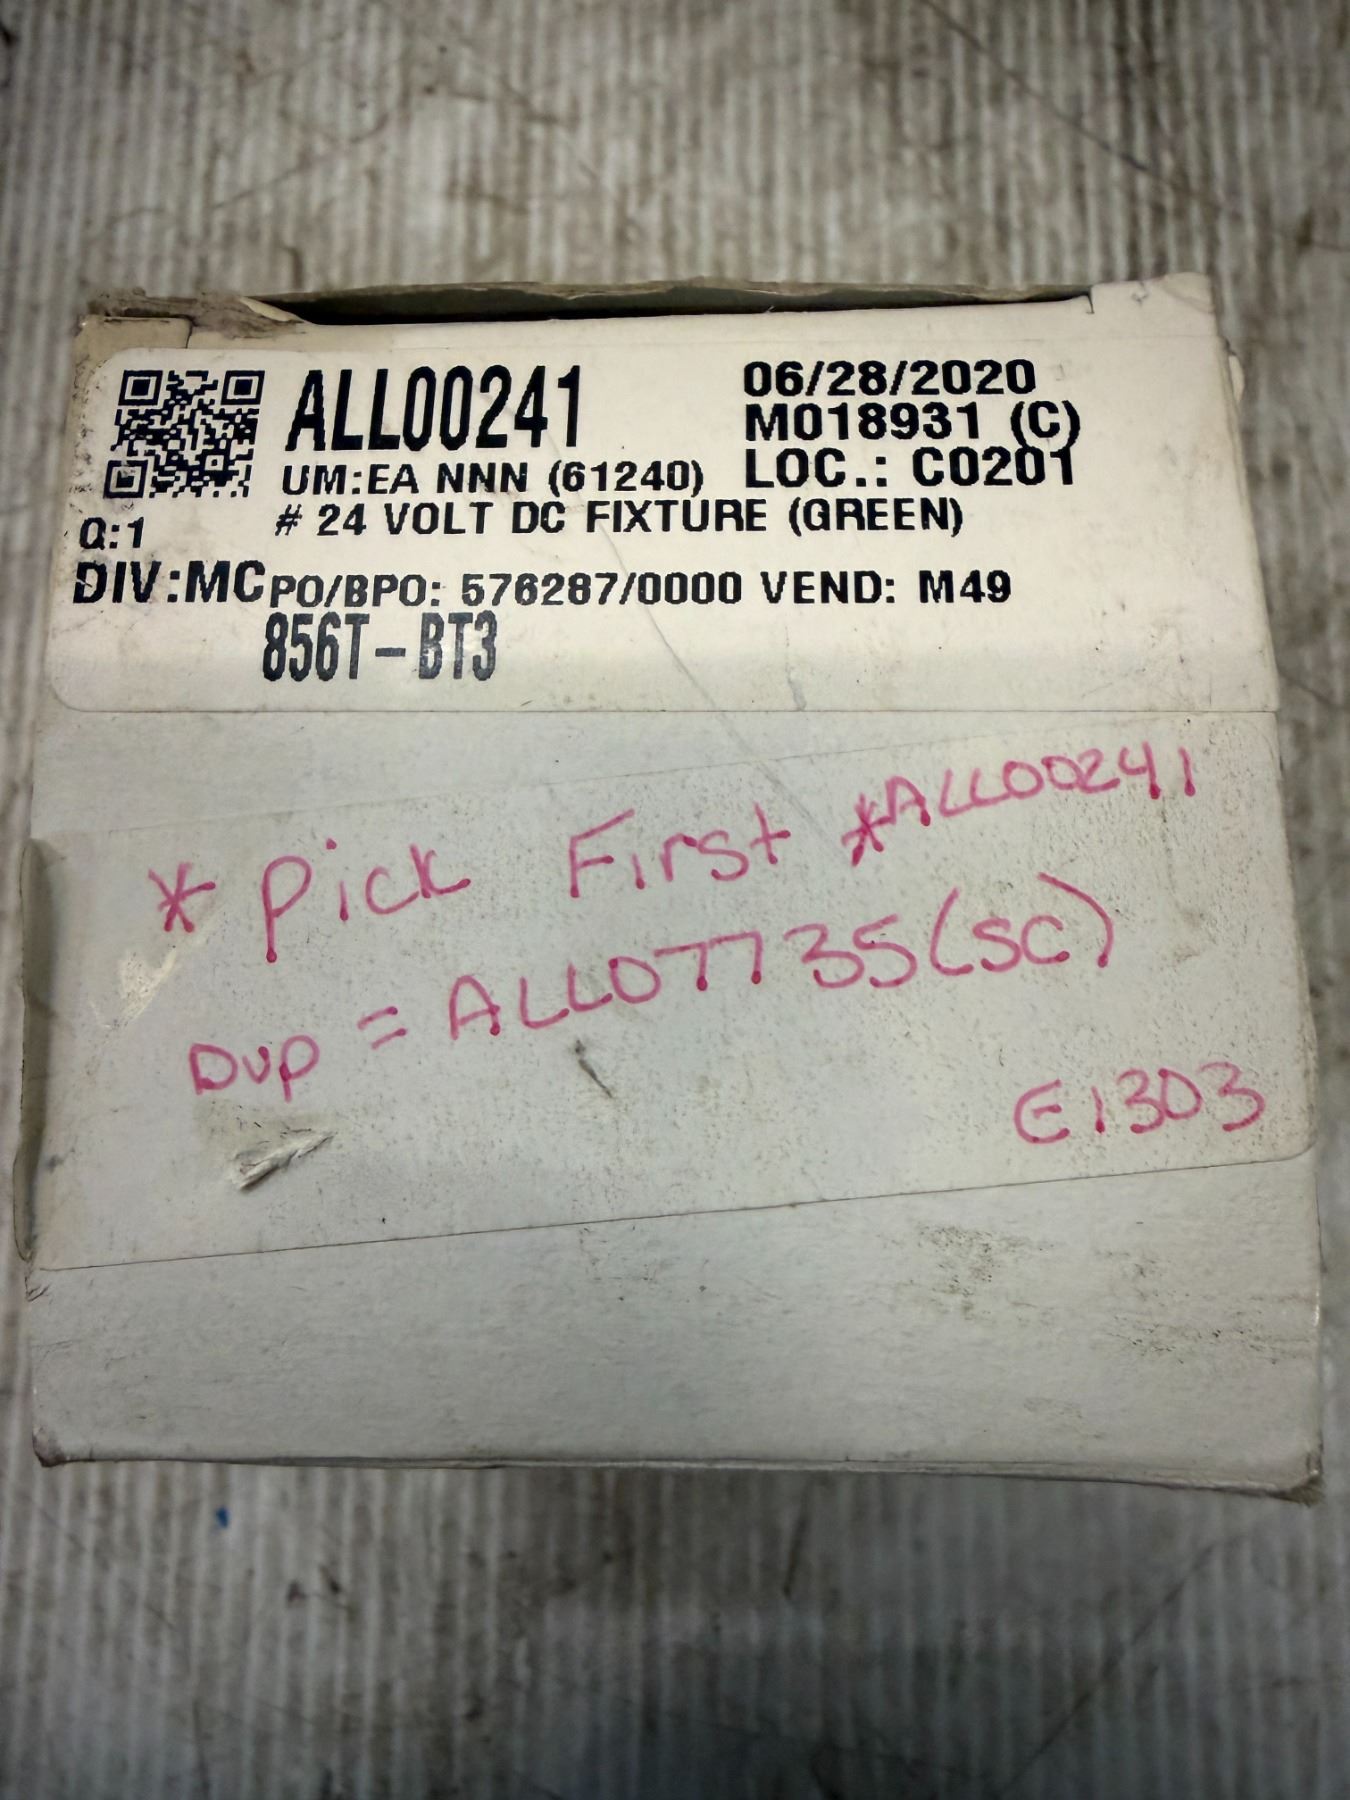 ALL00241
06/28/2020
M018931 (C)
UM:EA NNN (61240) LOC.: C0201
Q:1 # 24 VOLT DC FIXTURE (GREEN)
DIV:MC PO/BPO: 576287/0000 VEND: M49
856T-BT3
* Pick First *ALL00241
Dup = ALL07735(SC)
E1303